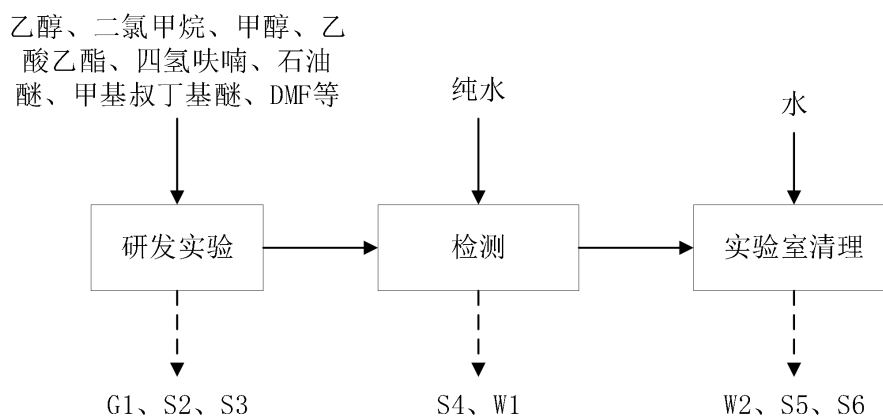 乙醇、二氯甲烷、甲醇、乙
酸乙酯、四氢呋喃、石油
醚、甲基叔丁基醚、DMF等
纯水
水
研发实验
检测
实验室清理
G1、S2、S3
S4、W1
W2、S5、S6